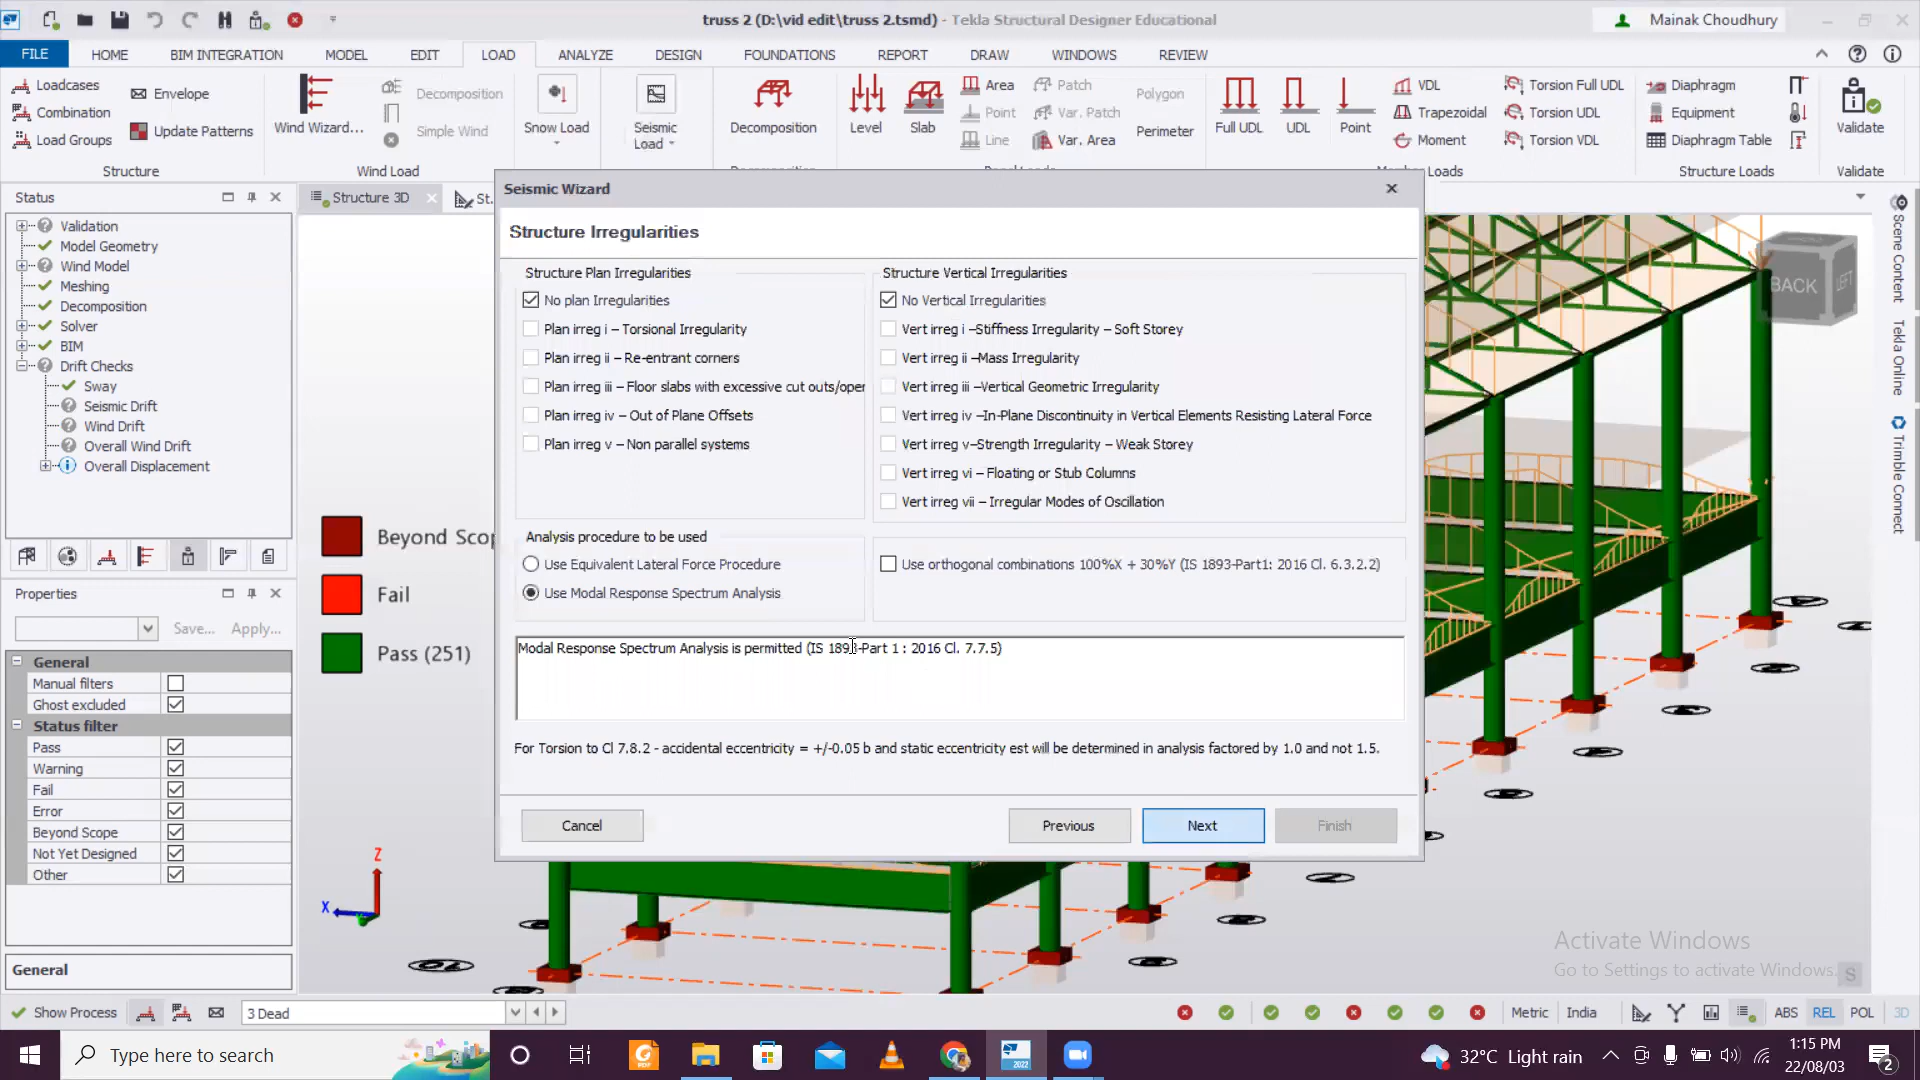 truss 2 (D:\vid edit\truss 2.tsmd) - Tekla Structural Designer Educational
Mainak Choudhury
FILE HOME BIM INTEGRATION MODEL EDIT LOAD ANALYZE DESIGN FOUNDATIONS REPORT DRAW WINDOWS REVIEW
Loadcases
Combination
Load Groups
Envelope
Update Patterns
Structure
Wind Wizard...
Decomposition
Simple Wind
Wind Load
Snow Load
Seismic
Load
Decomposition
Level
Slab
Area
Point
Line
Patch
Var. Patch
Var. Area
Polygon
Perimeter
Full UDL
UDL
Point
VDL
Trapezoidal
Moment
Torsion Full UDL
Torsion UDL
Torsion VDL
Loads
Diaphragm
Equipment
Diaphragm Table
Structure Loads
Validate
Validate
Status
Validation
Model Geometry
Wind Model
Meshing
Decomposition
Solver
BIM
Drift Checks
Sway
Seismic Drift
Wind Drift
Overall Wind Drift
Overall Displacement
Structure 3D
St.
Beyond Scop
Fail
Pass (251)
Seismic Wizard
Structure Irregularities
Structure Plan Irregularities
No plan Irregularities
Plan irreg i – Torsional Irregularity
Plan irreg ii – Re-entrant corners
Plan irreg iii – Floor slabs with excessive cut outs/oper
Plan irreg iv – Out of Plane Offsets
Plan irreg v – Non parallel systems
Structure Vertical Irregularities
No Vertical Irregularities
Vert irreg i –Stiffness Irregularity – Soft Storey
Vert irreg ii –Mass Irregularity
Vert irreg iii –Vertical Geometric Irregularity
Vert irreg iv –In-Plane Discontinuity in Vertical Elements Resisting Lateral Force
Vert irreg v–Strength Irregularity – Weak Storey
Vert irreg vi – Floating or Stub Columns
Vert irreg vii – Irregular Modes of Oscillation
Analysis procedure to be used
Use Equivalent Lateral Force Procedure
Use Modal Response Spectrum Analysis
Use orthogonal combinations 100%X + 30%Y (IS 1893-Part1: 2016 Cl. 6.3.2.2)
Modal Response Spectrum Analysis is permitted (IS 1893-Part 1 : 2016 Cl. 7.7.5)
For Torsion to Cl 7.8.2 - accidental eccentricity = +/-0.05 b and static eccentricity est will be determined in analysis factored by 1.0 and not 1.5.
Cancel
Previous
Next
Finish
BACK
LEFT
Scene Content
Tekla Online
Trimble Connect
Properties
Save... Apply...
General
Manual filters
Ghost excluded
Status filter
Pass
Warning
Fail
Error
Beyond Scope
Not Yet Designed
Other
General
Z
X
Activate Windows
Go to Settings to activate Windows.
Show Process
3 Dead
Metric India
ABS REL POL 3D
Type here to search
2022
32°C Light rain
1:15 PM
22/08/03
2